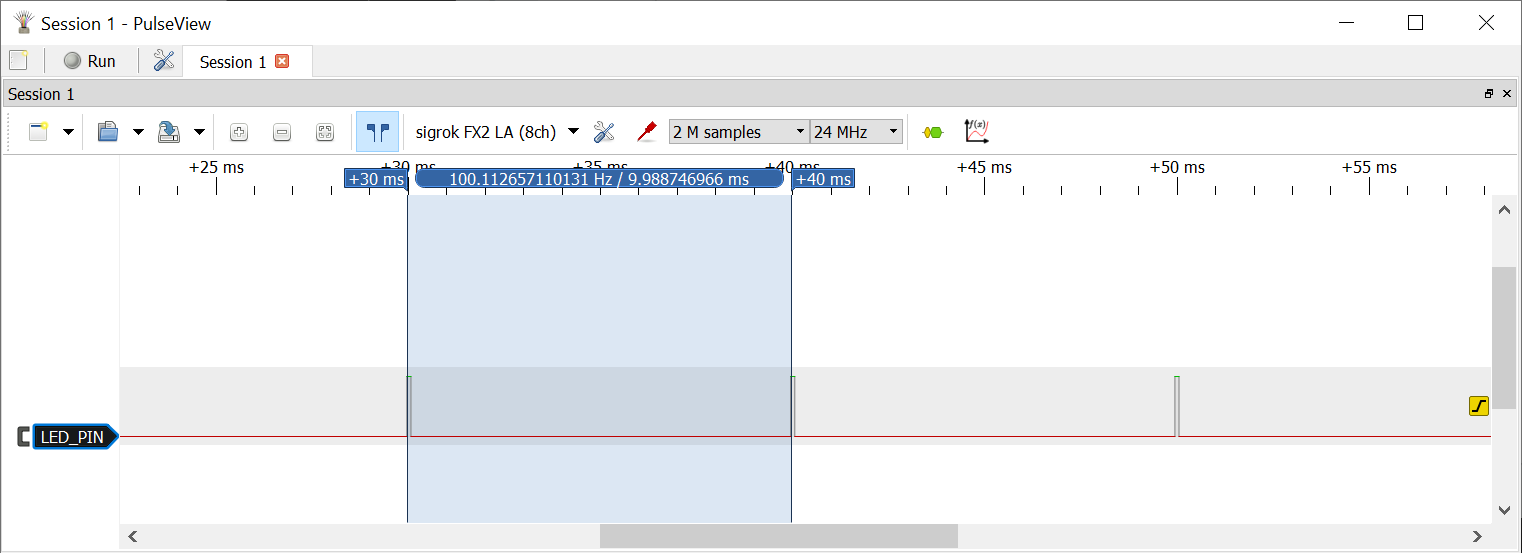 Session 1 - PulseView
Run
Session 1
Session 1
sigrok FX2 LA (8ch)
2 M samples
24 MHz
f(x)
+25 ms +30 ms +35 ms +40 ms +45 ms +50 ms +55 ms
+30 ms 100.112657110131 Hz / 9.988746966 ms +40 ms
LED_PIN